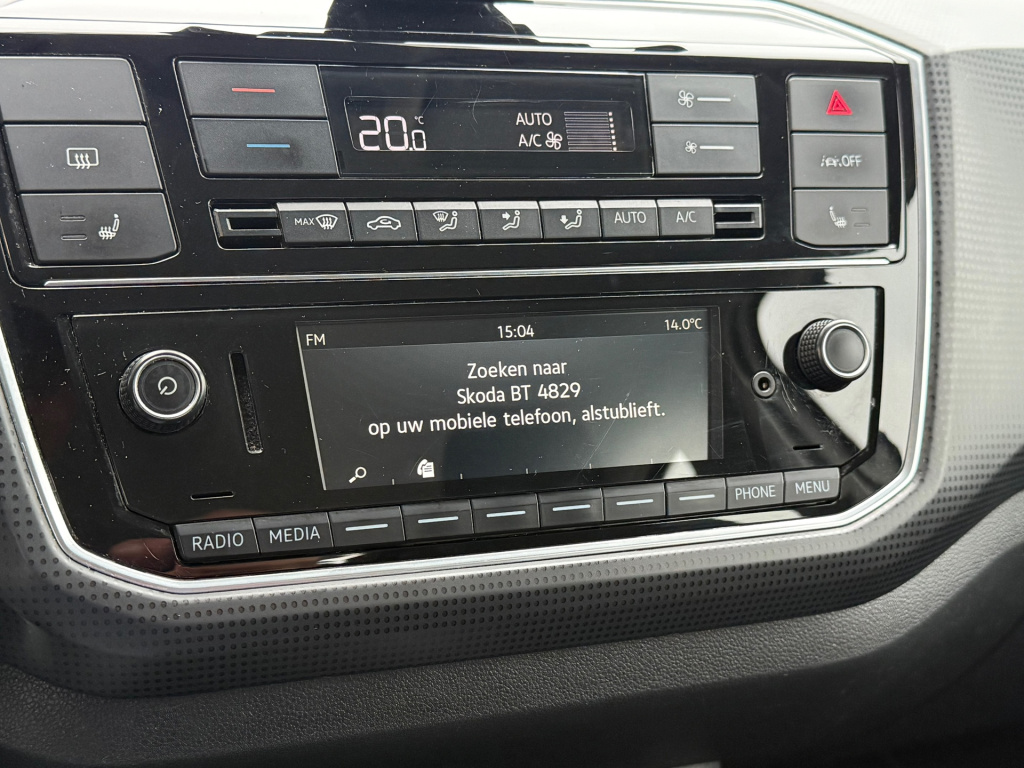 20.0 °C
AUTO
A/C
OFF
MAX
AUTO
A/C
FM 15:04 14.0°C
Zoeken naar
Skoda BT 4829
op uw mobiele telefoon, alstublieft.
RADIO MEDIA PHONE MENU